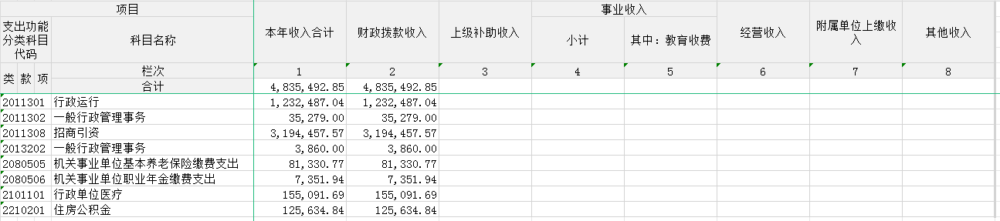 项目
支出功能分类科目代码
科目名称
本年收入合计
财政拨款收入
上级补助收入
事业收入
小计
其中：教育收费
经营收入
附属单位上缴收入
其他收入
类 款 项 栏次 1 2 3 4 5 6 7 8
合计 4,835,492.85 4,835,492.85
2011301 行政运行 1,232,487.04 1,232,487.04
2011302 一般行政管理事务 35,279.00 35,279.00
2011308 招商引资 3,194,457.57 3,194,457.57
2013202 一般行政管理事务 3,860.00 3,860.00
2080505 机关事业单位基本养老保险缴费支出 81,330.77 81,330.77
2080506 机关事业单位职业年金缴费支出 7,351.94 7,351.94
2101101 行政单位医疗 155,091.69 155,091.69
2210201 住房公积金 125,634.84 125,634.84